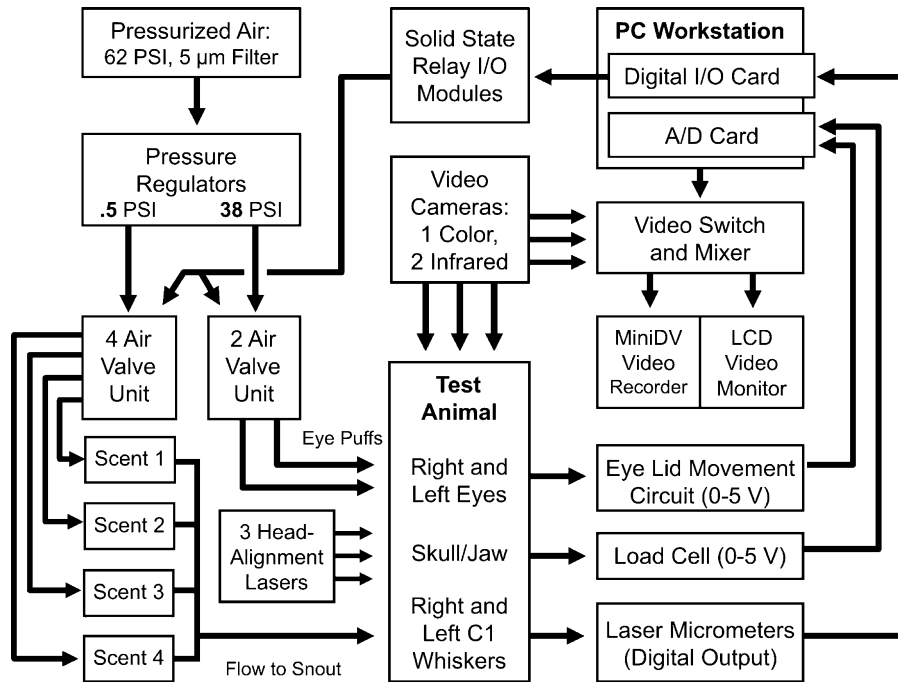 Pressurized Air:
62 PSI, 5 µm Filter
Solid State
Relay I/O
Modules
PC Workstation
Digital I/O Card
A/D Card
Pressure
Regulators
.5 PSI 38 PSI
Video
Cameras:
1 Color,
2 Infrared
Video Switch
and Mixer
MiniDV
Video
Recorder
LCD
Video
Monitor
4 Air
Valve
Unit
2 Air
Valve
Unit
Test
Animal
Eye Puffs
Right and
Left Eyes
Eye Lid Movement
Circuit (0-5 V)
Scent 1
Scent 2
Scent 3
Scent 4
3 Head-
Alignment
Lasers
Skull/Jaw
Load Cell (0-5 V)
Right and
Left C1
Whiskers
Laser Micrometers
(Digital Output)
Flow to Snout